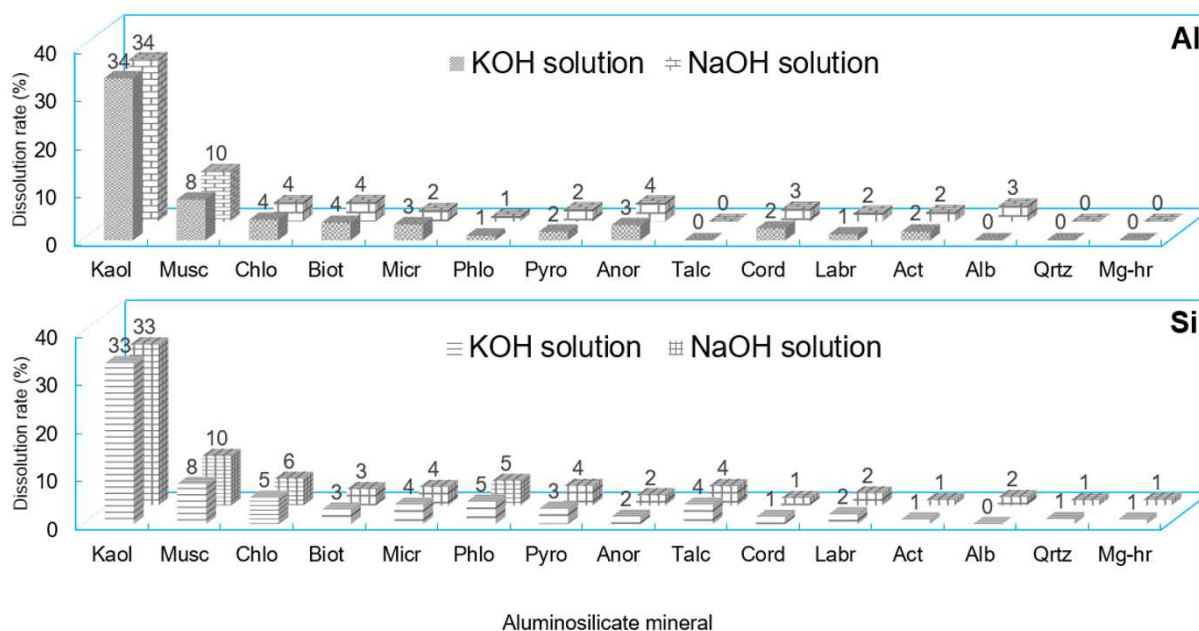 Al
40
30
20
10
0
Dissolution rate (%)
KOH solution NaOH solution
34 8 4 4 3 1 2 3 0 2 1 2 0 0 0
34 10 4 4 2 1 2 4 0 3 2 2 3 0 0
Kaol Musc Chlo Biot Micr Phlo Pyro Anor Talc Cord Labr Act Alb Qrtz Mg-hr
Si
40
30
20
10
0
Dissolution rate (%)
KOH solution NaOH solution
33 8 5 3 4 5 3 2 4 1 2 1 0 1 1
33 10 6 3 4 5 4 2 4 1 2 1 2 1 1
Kaol Musc Chlo Biot Micr Phlo Pyro Anor Talc Cord Labr Act Alb Qrtz Mg-hr
Aluminosilicate mineral